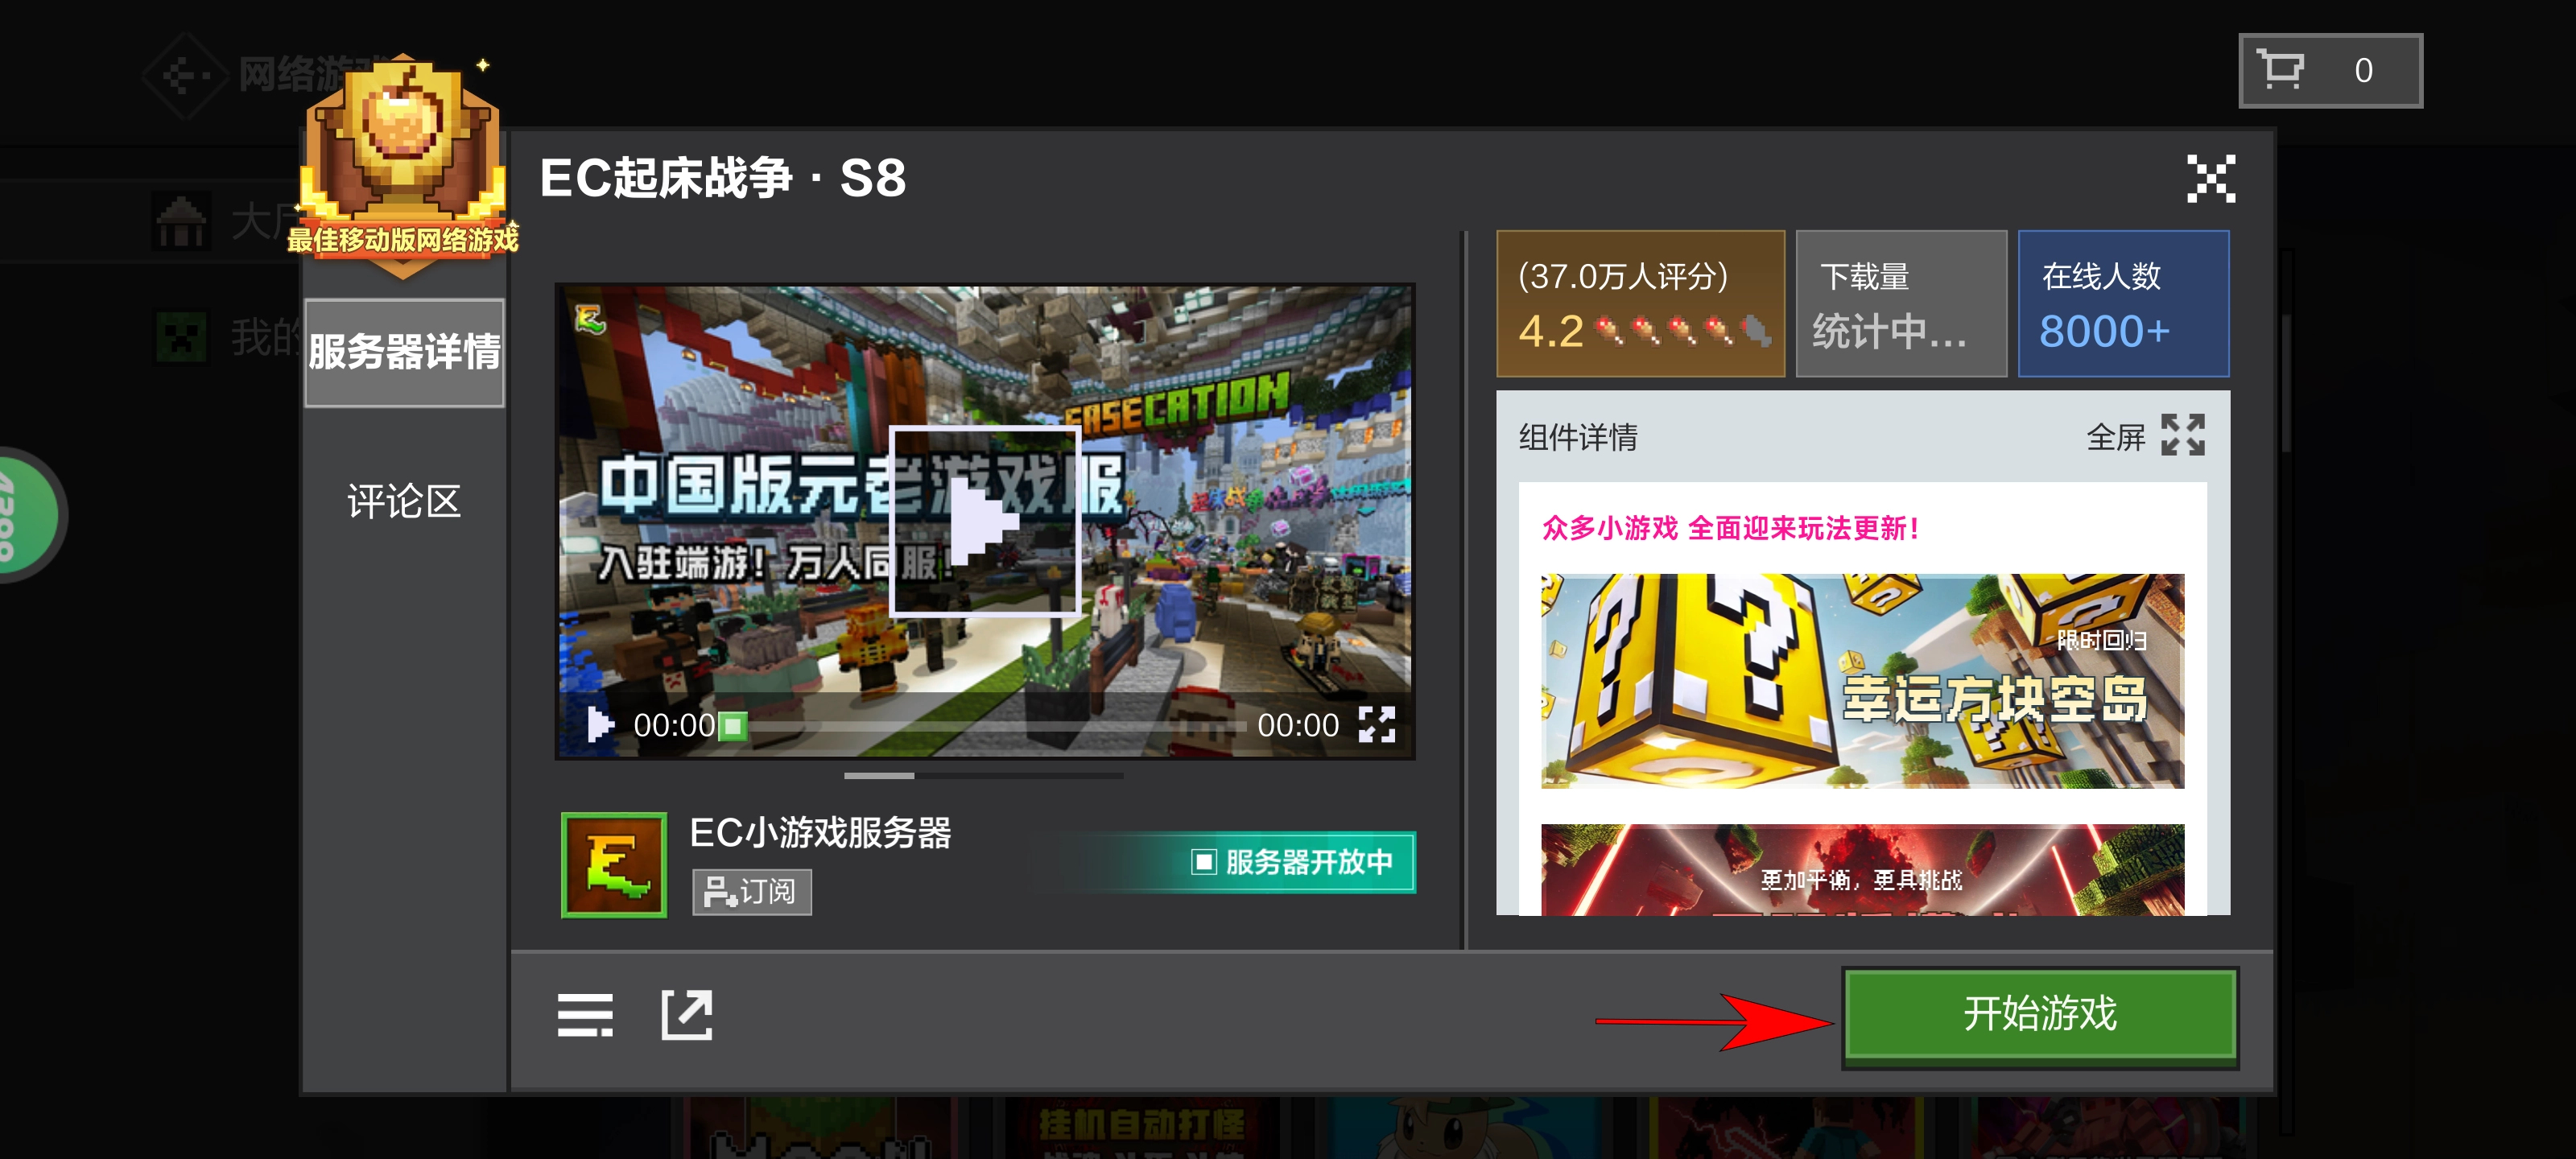 网络游戏
0
大厅
我的
最佳移动版网络游戏
服务器详情
评论区
EC起床战争 · S8
EASECATION
中国版元老游戏服
入驻端游！万人同服！
起床战争
00:00
00:00
EC小游戏服务器
订阅
服务器开放中
(37.0万人评分)
4.2
下载量
统计中...
在线人数
8000+
组件详情
全屏
众多小游戏 全面迎来玩法更新！
限时回归
幸运方块空岛
更加平衡，更具挑战
开始游戏
挂机自动打怪